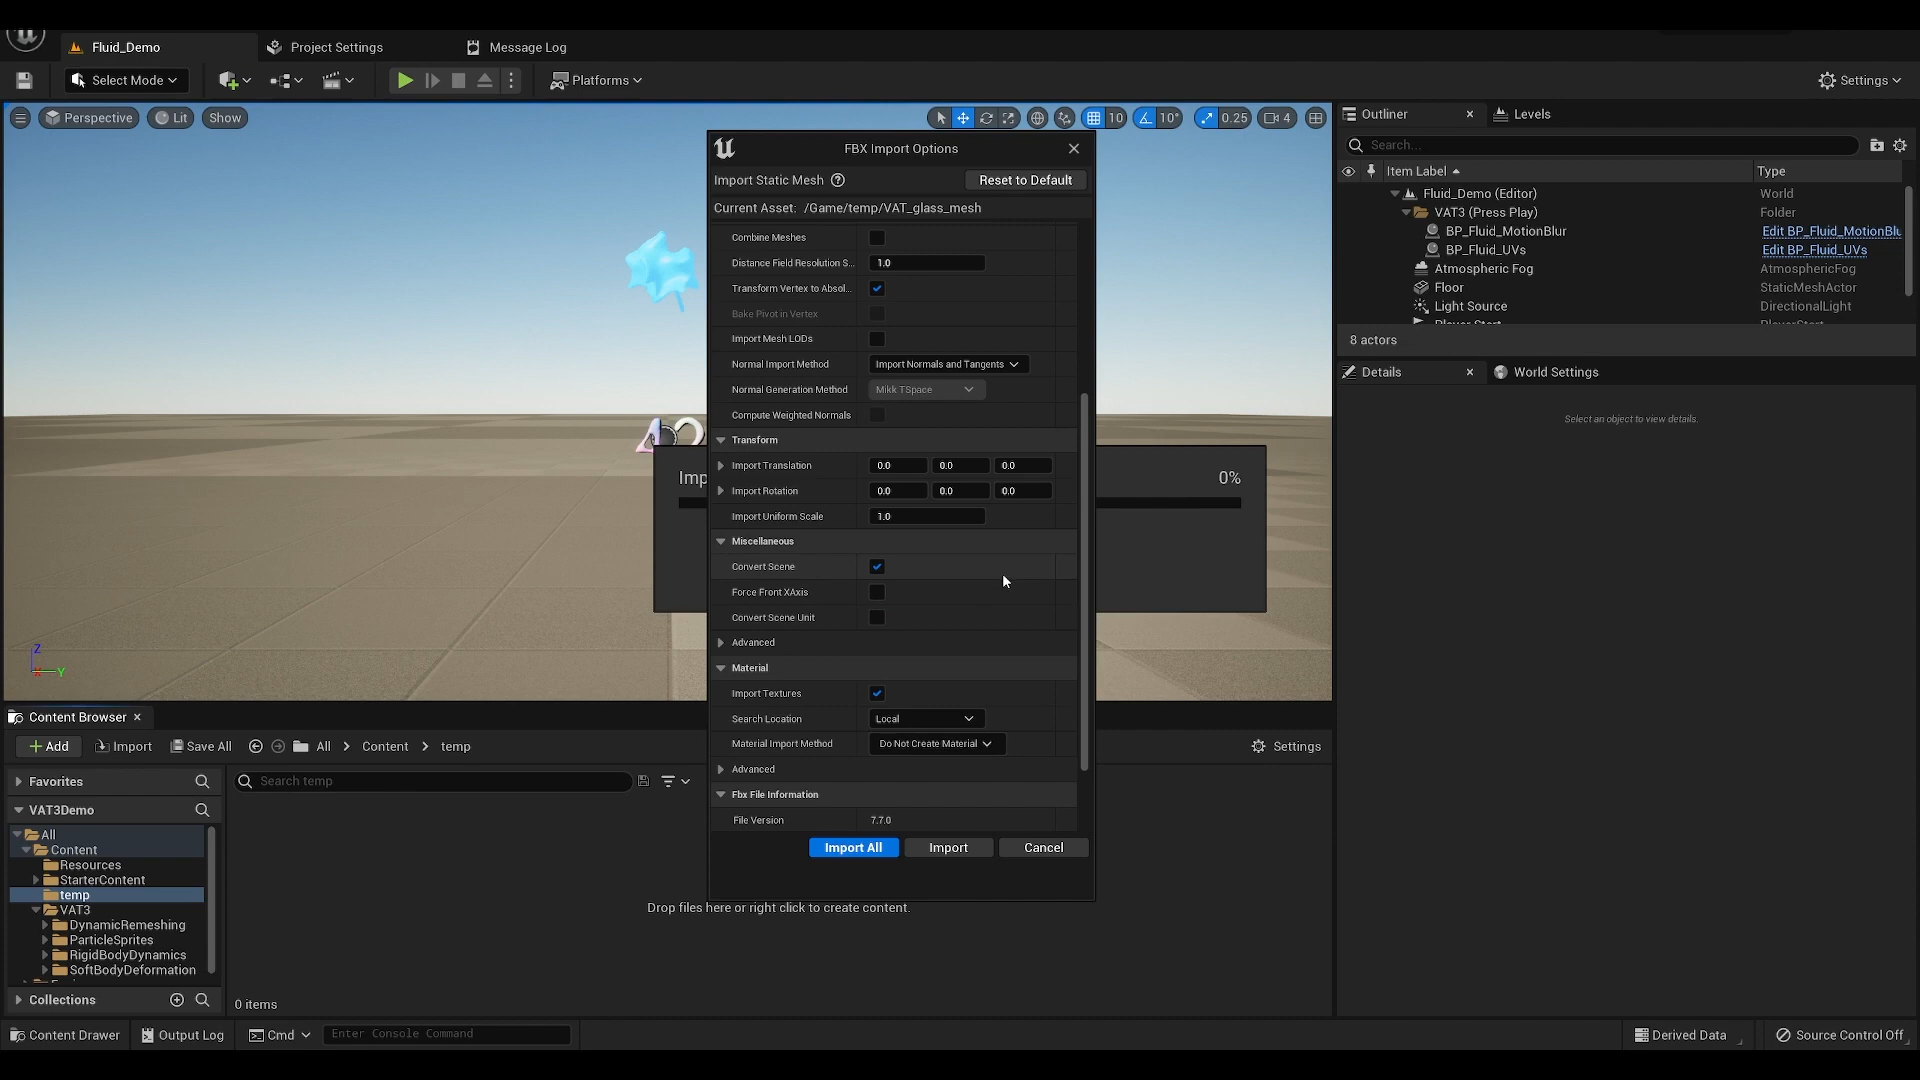 Fluid_Demo
Project Settings
Message Log
Select Mode
Platforms
Settings
Perspective
Lit
Show
10
10°
0.25
4
FBX Import Options
Import Static Mesh
Reset to Default
Current Asset: /Game/temp/VAT_glass_mesh
Combine Meshes
Distance Field Resolution S... 1.0
Transform Vertex to Absol...
Bake Pivot in Vertex
Import Mesh LODs
Normal Import Method Import Normals and Tangents
Normal Generation Method Mikk TSpace
Compute Weighted Normals
Transform
Import Translation 0.0 0.0 0.0
Import Rotation 0.0 0.0 0.0
Import Uniform Scale 1.0
Miscellaneous
Convert Scene
Force Front XAxis
Convert Scene Unit
Advanced
Material
Import Textures
Search Location Local
Material Import Method Do Not Create Material
Advanced
Fbx File Information
File Version 7.7.0
Import All
Import
Cancel
Imp
0%
Z
X
Y
Outliner
Levels
Search...
Item Label
Type
Fluid_Demo (Editor) World
VAT3 (Press Play) Folder
BP_Fluid_MotionBlur Edit BP_Fluid_MotionBlu
BP_Fluid_UVs Edit BP_Fluid_UVs
Atmospheric Fog AtmosphericFog
Floor StaticMeshActor
Light Source DirectionalLight
Player Start PlayerStart
8 actors
Details
World Settings
Select an object to view details.
Content Browser
Add
Import
Save All
All
Content
temp
Settings
Favorites
Search temp
VAT3Demo
All
Content
Resources
StarterContent
temp
VAT3
DynamicRemeshing
ParticleSprites
RigidBodyDynamics
SoftBodyDeformation
Collections
Drop files here or right click to create content.
0 items
Content Drawer
Output Log
Cmd
Enter Console Command
Derived Data
Source Control Off